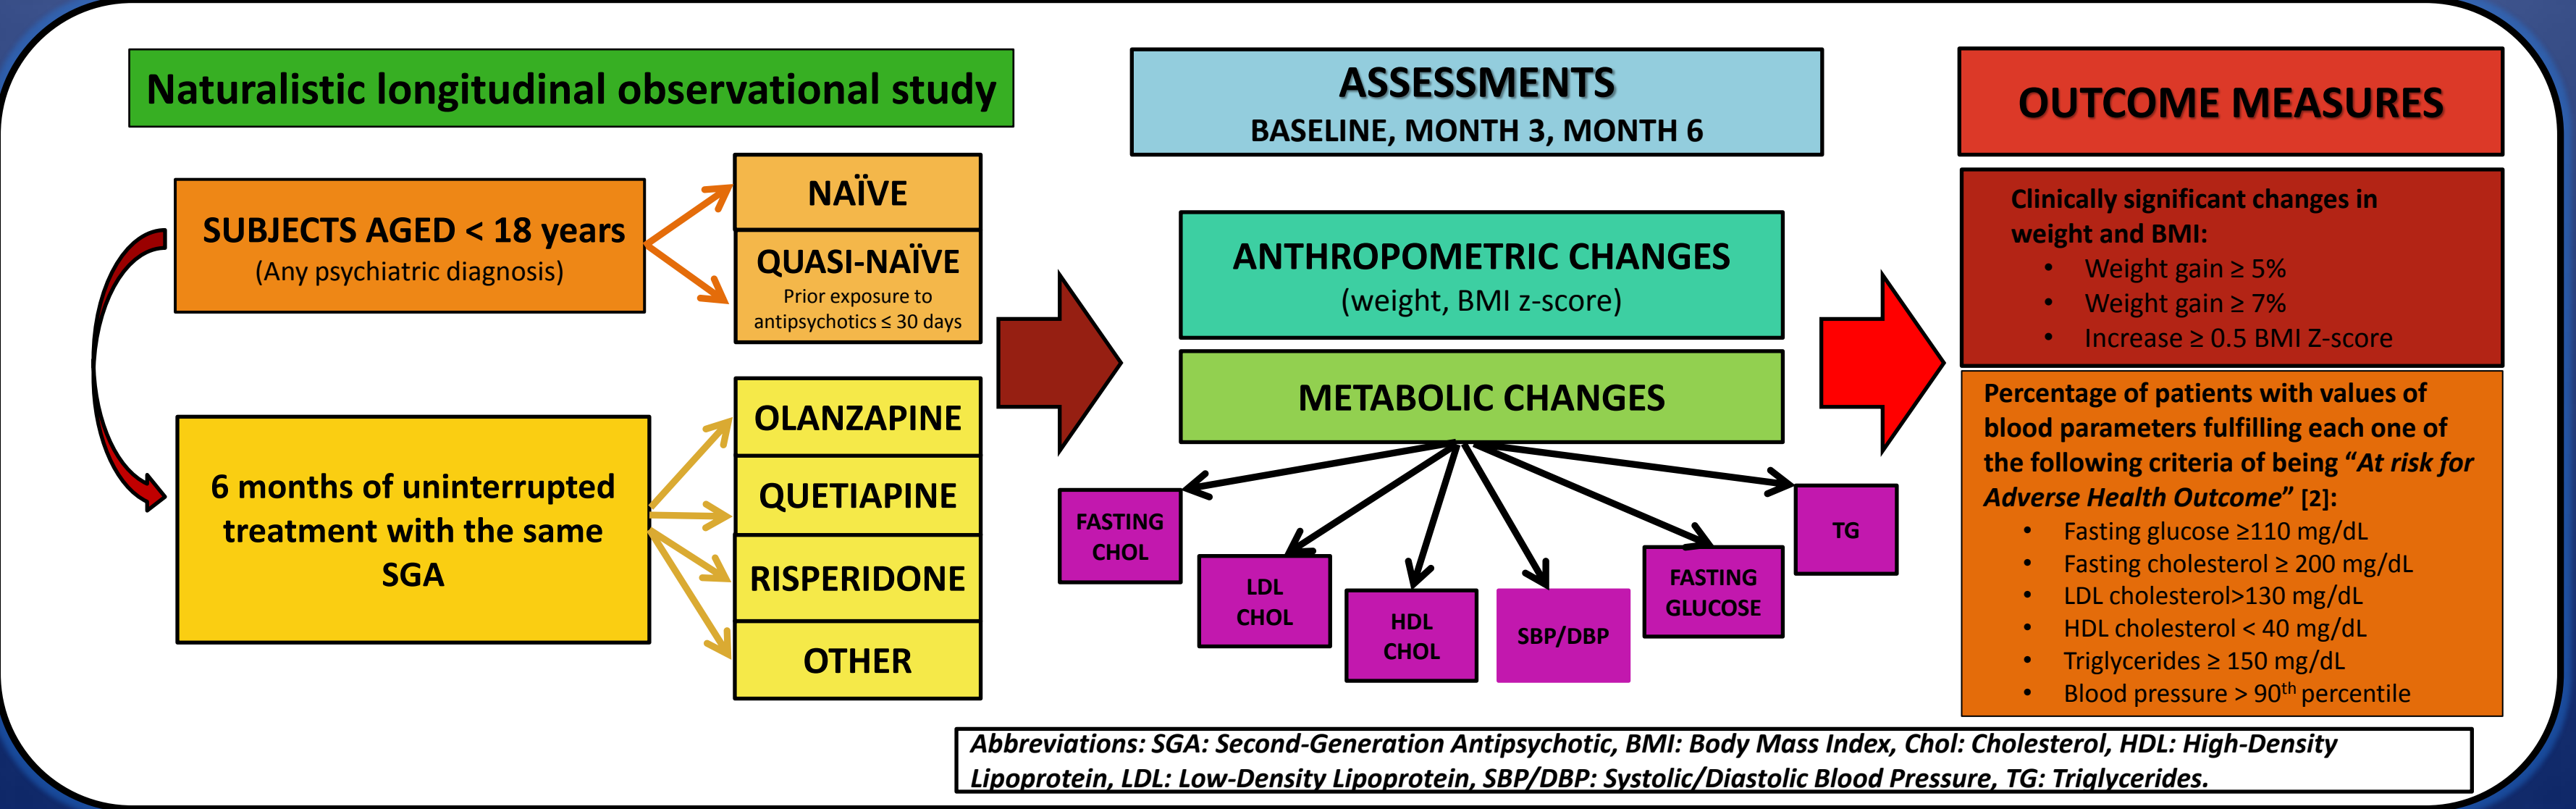 Naturalistic longitudinal observational study
SUBJECTS AGED < 18 years
(Any psychiatric diagnosis)
NAÏVE
QUASI-NAÏVE
Prior exposure to
antipsychotics ≤ 30 days
6 months of uninterrupted
treatment with the same
SGA
OLANZAPINE
QUETIAPINE
RISPERIDONE
OTHER
ASSESSMENTS
BASELINE, MONTH 3, MONTH 6
ANTHROPOMETRIC CHANGES
(weight, BMI z-score)
METABOLIC CHANGES
FASTING
CHOL
LDL
CHOL
HDL
CHOL
SBP/DBP
FASTING
GLUCOSE
TG
OUTCOME MEASURES
Clinically significant changes in
weight and BMI:
• Weight gain ≥ 5%
• Weight gain ≥ 7%
• Increase ≥ 0.5 BMI Z-score
Percentage of patients with values of
blood parameters fulfilling each one of
the following criteria of being “At risk for
Adverse Health Outcome” [2]:
• Fasting glucose ≥110 mg/dL
• Fasting cholesterol ≥ 200 mg/dL
• LDL cholesterol>130 mg/dL
• HDL cholesterol < 40 mg/dL
• Triglycerides ≥ 150 mg/dL
• Blood pressure > 90th percentile
Abbreviations: SGA: Second-Generation Antipsychotic, BMI: Body Mass Index, Chol: Cholesterol, HDL: High-Density
Lipoprotein, LDL: Low-Density Lipoprotein, SBP/DBP: Systolic/Diastolic Blood Pressure, TG: Triglycerides.